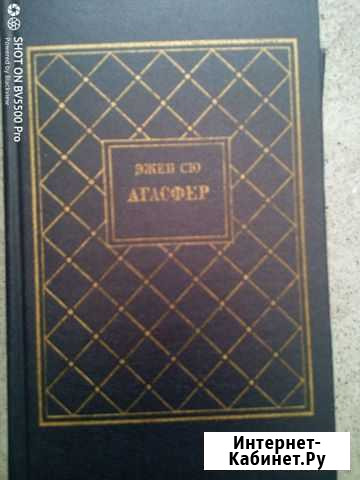 SHOT ON BV5500 Pro
Powered by Blackview
ЭЖЕН СЮ
АГАСФЕР
Интернет-
Кабинет.Ру